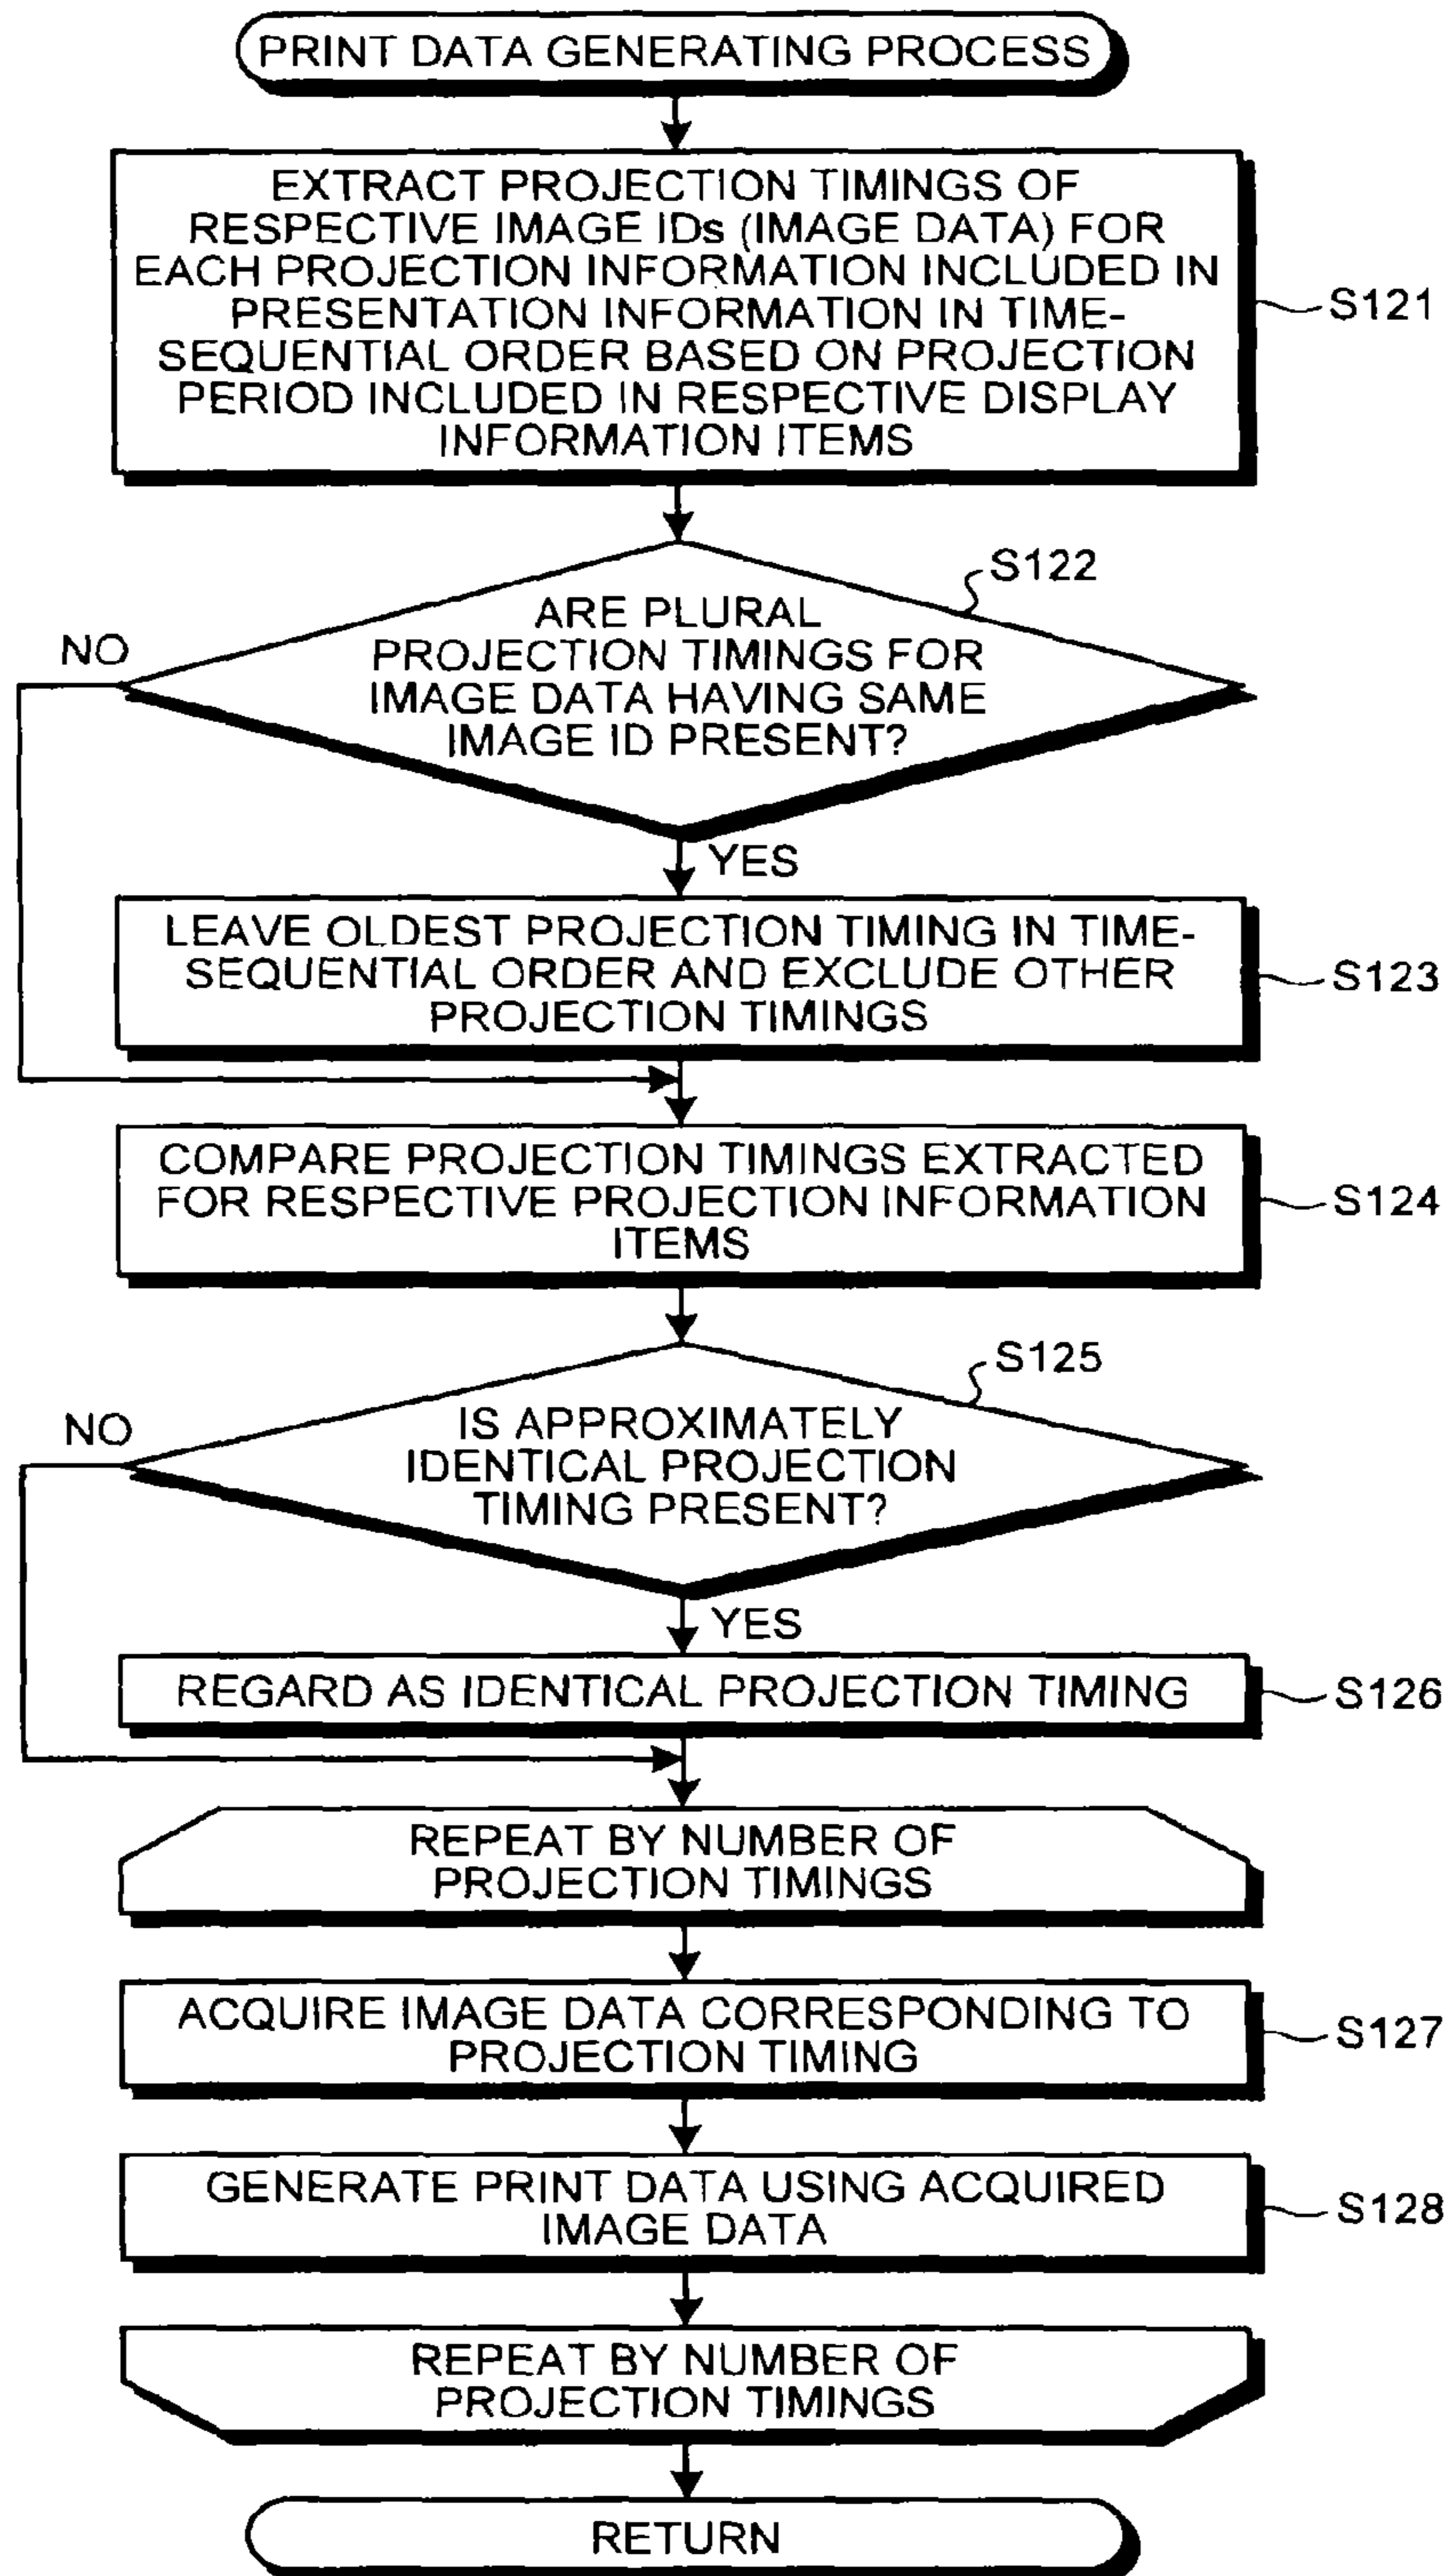 PRINT DATA GENERATING PROCESS
EXTRACT PROJECTION TIMINGS OF
RESPECTIVE IMAGE IDs (IMAGE DATA) FOR
EACH PROJECTION INFORMATION INCLUDED IN
PRESENTATION INFORMATION IN TIME-
SEQUENTIAL ORDER BASED ON PROJECTION
PERIOD INCLUDED IN RESPECTIVE DISPLAY
INFORMATION ITEMS
S121
S122
ARE PLURAL
PROJECTION TIMINGS FOR
IMAGE DATA HAVING SAME
IMAGE ID PRESENT?
NO
YES
LEAVE OLDEST PROJECTION TIMING IN TIME-
SEQUENTIAL ORDER AND EXCLUDE OTHER
PROJECTION TIMINGS
S123
COMPARE PROJECTION TIMINGS EXTRACTED
FOR RESPECTIVE PROJECTION INFORMATION
ITEMS
S124
S125
IS APPROXIMATELY
IDENTICAL PROJECTION
TIMING PRESENT?
NO
YES
REGARD AS IDENTICAL PROJECTION TIMING
S126
REPEAT BY NUMBER OF
PROJECTION TIMINGS
ACQUIRE IMAGE DATA CORRESPONDING TO
PROJECTION TIMING
S127
GENERATE PRINT DATA USING ACQUIRED
IMAGE DATA
S128
REPEAT BY NUMBER OF
PROJECTION TIMINGS
RETURN